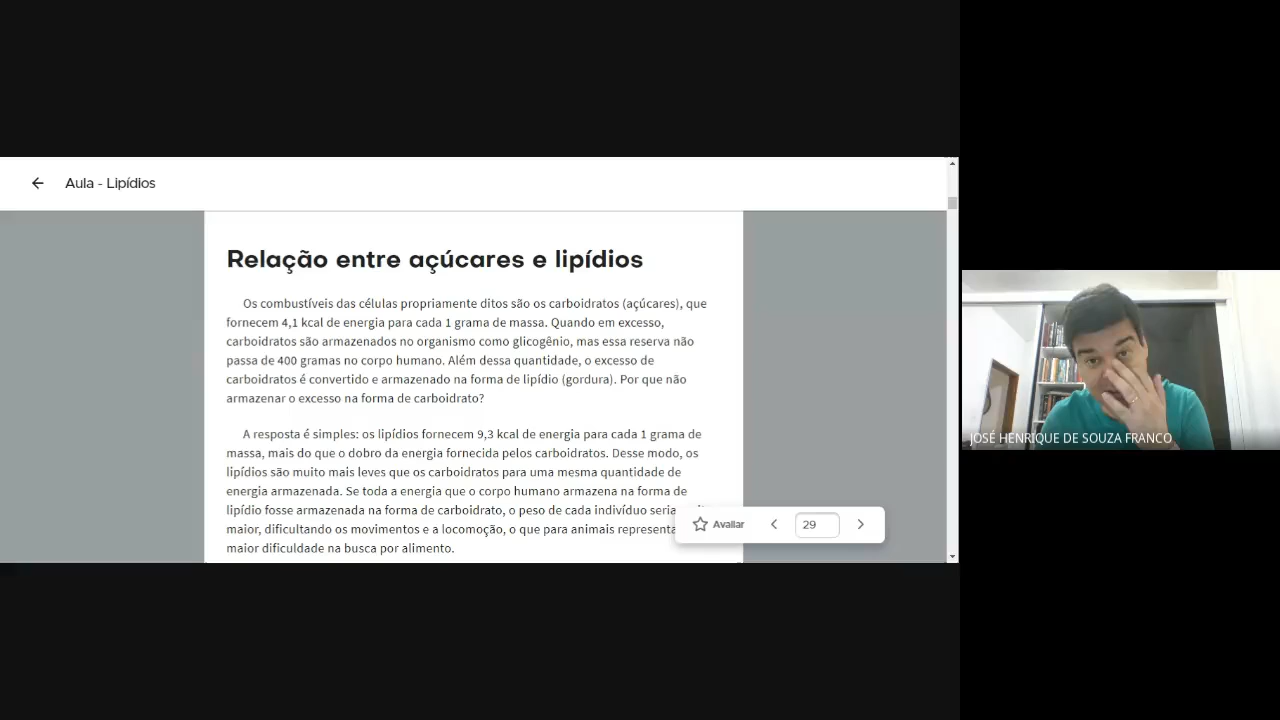 Aula - Lipídios
Relação entre açúcares e lipídios
Os combustíveis das células propriamente ditos são os carboidratos (açúcares), que
fornecem 4,1 kcal de energia para cada 1 grama de massa. Quando em excesso,
carboidratos são armazenados no organismo como glicogênio, mas essa reserva não
passa de 400 gramas no corpo humano. Além dessa quantidade, o excesso de
carboidratos é convertido e armazenado na forma de lipídio (gordura). Por que não
armazenar o excesso na forma de carboidrato?
A resposta é simples: os lipídios fornecem 9,3 kcal de energia para cada 1 grama de
massa, mais do que o dobro da energia fornecida pelos carboidratos. Desse modo, os
lipídios são muito mais leves que os carboidratos para uma mesma quantidade de
energia armazenada. Se toda a energia que o corpo humano armazena na forma de
lipídio fosse armazenada na forma de carboidrato, o peso de cada indivíduo seria
maior, dificultando os movimentos e a locomoção, o que para animais representa
maior dificuldade na busca por alimento.
Avaliar
29
JOSÉ HENRIQUE DE SOUZA FRANCO